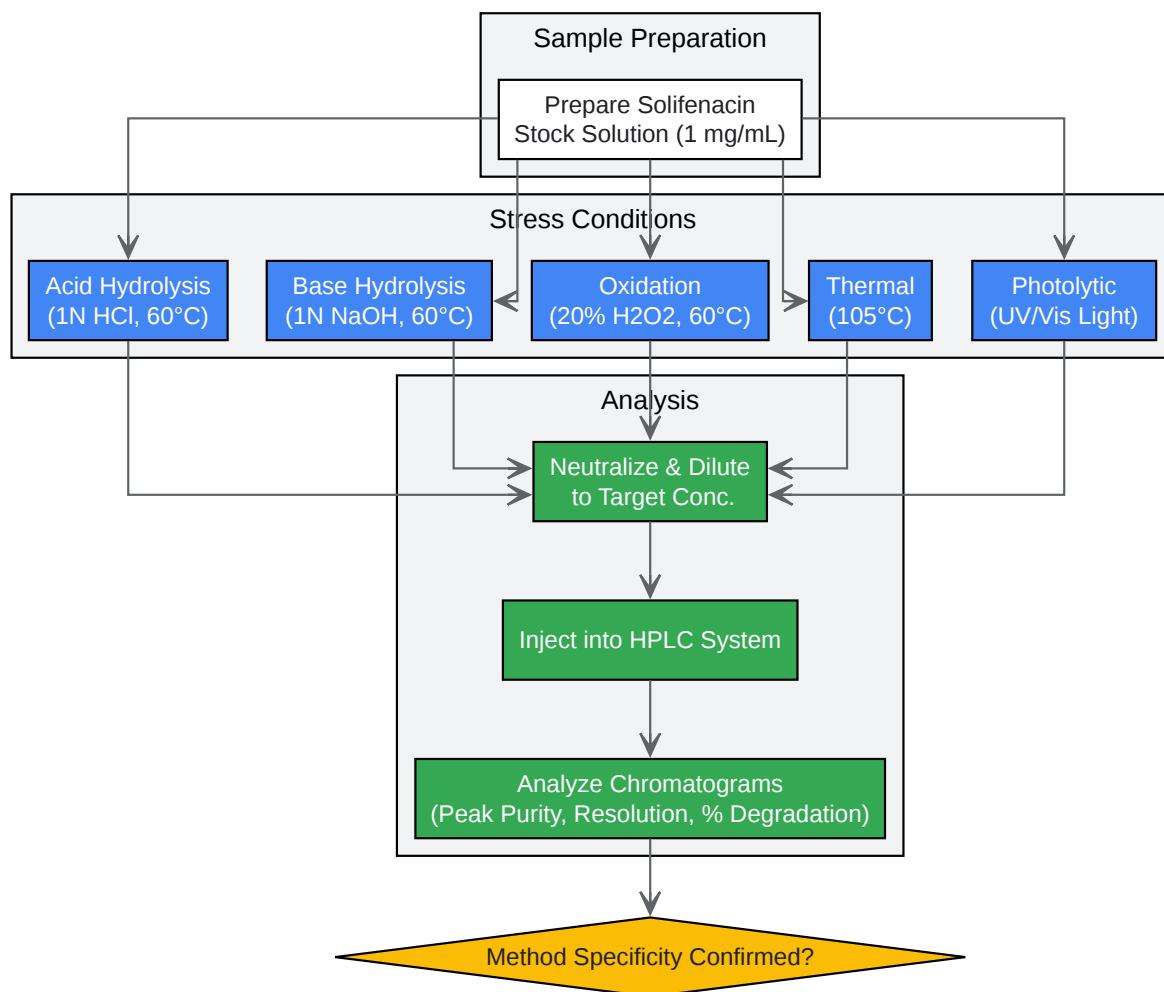 Sample Preparation
Prepare Solifenacin
Stock Solution (1 mg/mL)
Stress Conditions
Acid Hydrolysis
(1N HCl, 60°C)
Base Hydrolysis
(1N NaOH, 60°C)
Oxidation
(20% H2O2, 60°C)
Thermal
(105°C)
Photolytic
(UV/Vis Light)
Analysis
Neutralize & Dilute
to Target Conc.
Inject into HPLC System
Analyze Chromatograms
(Peak Purity, Resolution, % Degradation)
Method Specificity Confirmed?